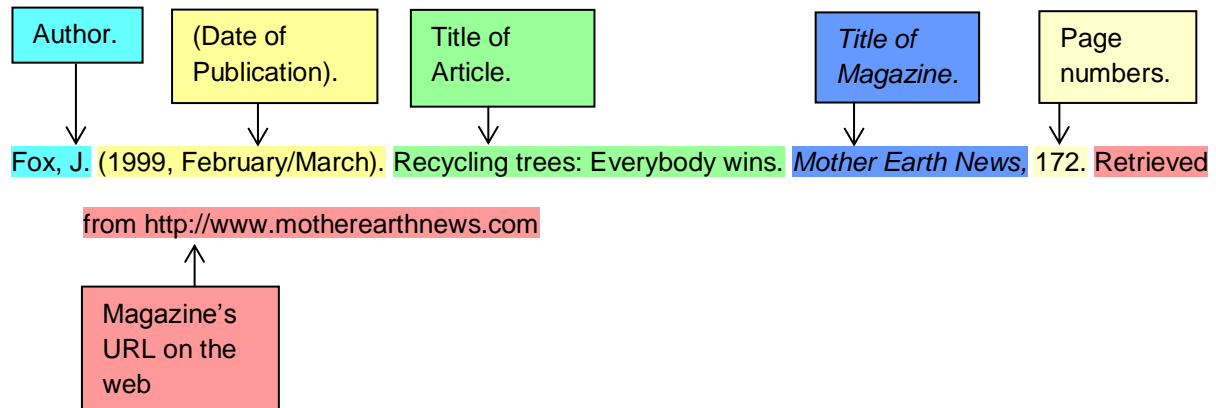 Author.
(Date of
Publication).
Title of
Article.
Title of
Magazine.
Page
numbers.
Fox, J. (1999, February/March). Recycling trees: Everybody wins. Mother Earth News, 172. Retrieved
from http://www.motherearthnews.com
Magazine’s
URL on the
web